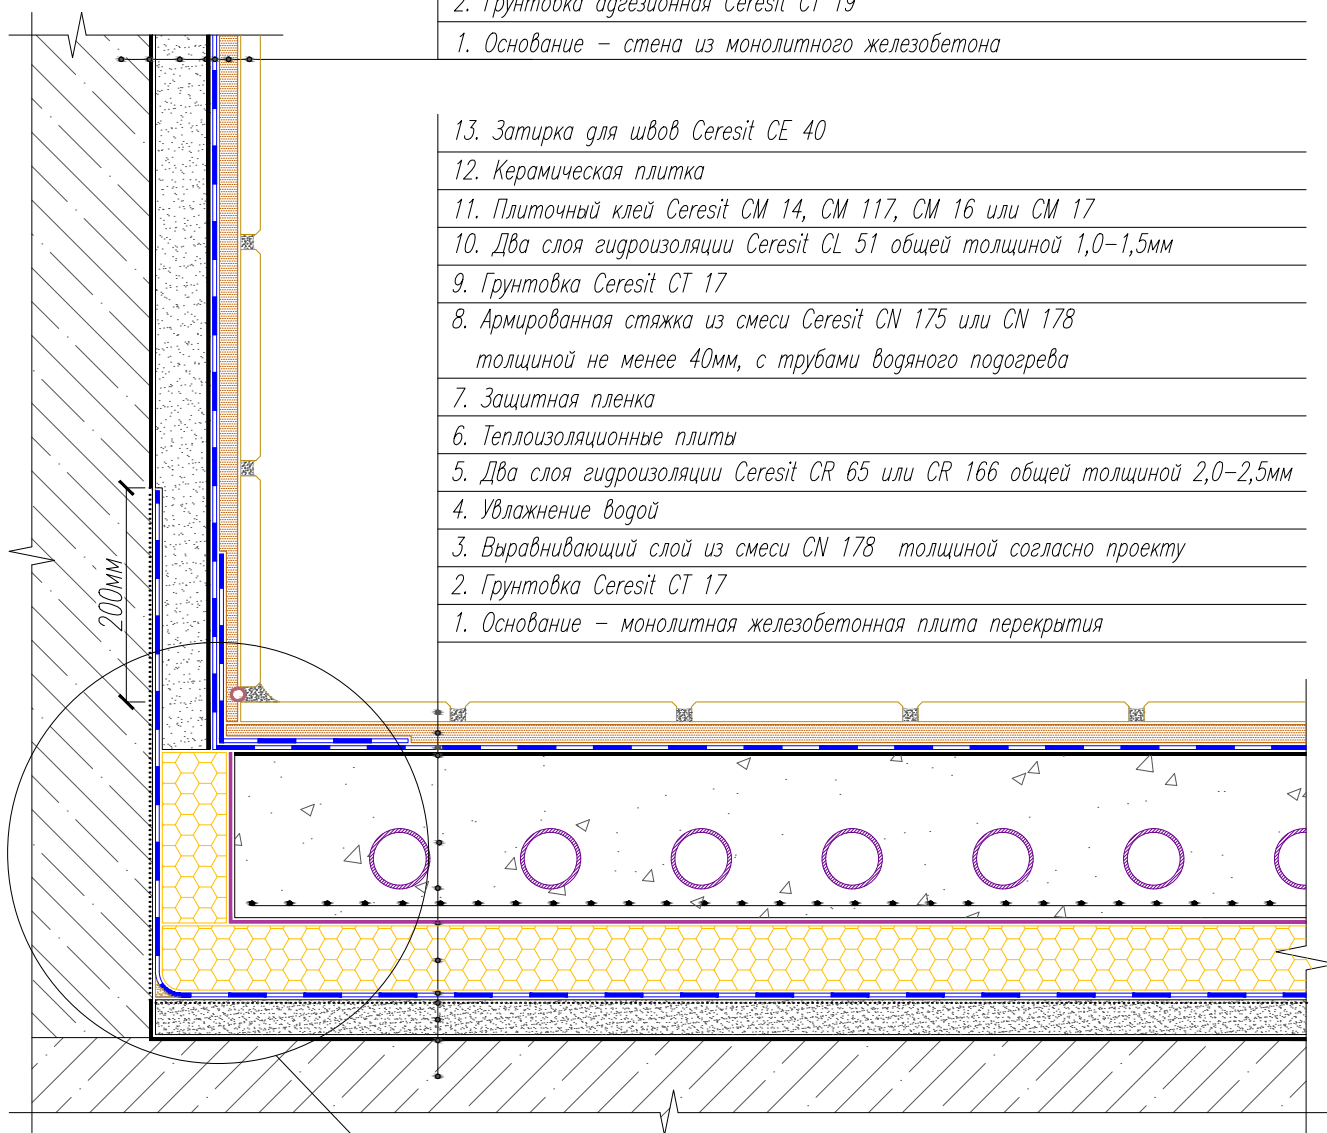 2. Грунтовка адгезионная Ceresit CT 19
1. Основание – стена из монолитного железобетона
13. Затирка для швов Ceresit CE 40
12. Керамическая плитка
11. Плиточный клей Ceresit CM 14, CM 117, CM 16 или CM 17
10. Два слоя гидроизоляции Ceresit CL 51 общей толщиной 1,0–1,5мм
9. Грунтовка Ceresit CT 17
8. Армированная стяжка из смеси Ceresit CN 175 или CN 178
толщиной не менее 40мм, с трубами водяного подогрева
7. Защитная пленка
6. Теплоизоляционные плиты
5. Два слоя гидроизоляции Ceresit CR 65 или CR 166 общей толщиной 2,0–2,5мм
4. Увлажнение водой
3. Выравнивающий слой из смеси CN 178 толщиной согласно проекту
2. Грунтовка Ceresit CT 17
1. Основание – монолитная железобетонная плита перекрытия
200мм